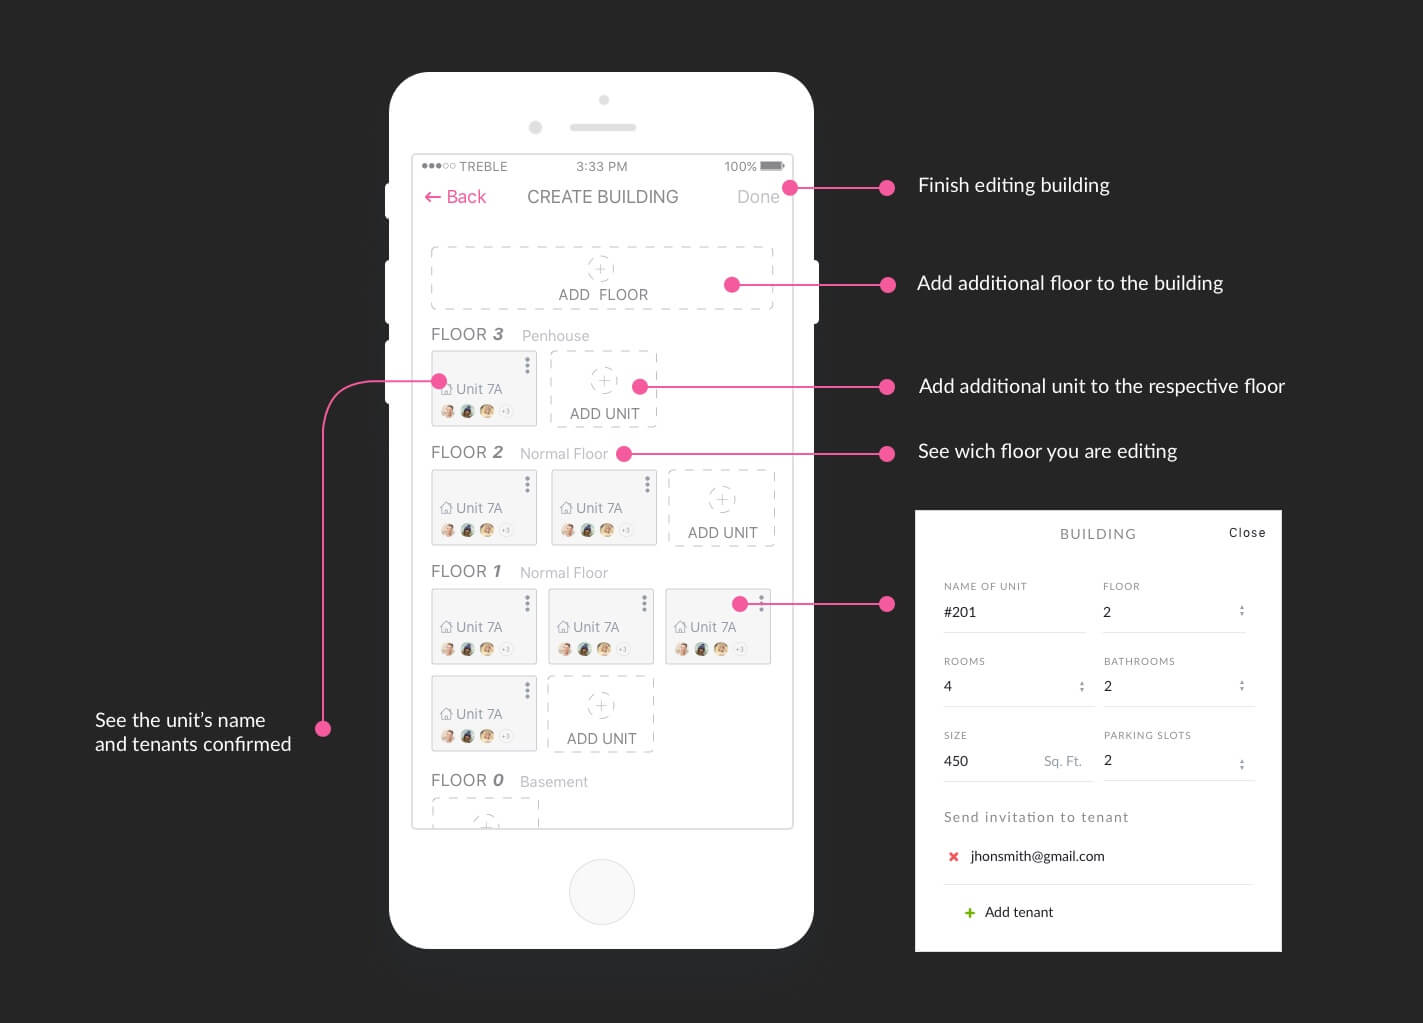 TREBLE 3:33 PM 100%
← Back CREATE BUILDING Done
Finish editing building
ADD FLOOR
Add additional floor to the building
FLOOR 3 Penhouse
Unit 7A
+3
ADD UNIT
Add additional unit to the respective floor
FLOOR 2 Normal Floor
See wich floor you are editing
Unit 7A Unit 7A
+3 +3
ADD UNIT
FLOOR 1 Normal Floor
Unit 7A Unit 7A Unit 7A
+3 +3 +3
Unit 7A
+3
ADD UNIT
FLOOR 0 Basement
See the unit’s name
and tenants confirmed
BUILDING Close
NAME OF UNIT FLOOR
#201 2
ROOMS BATHROOMS
4 2
SIZE PARKING SLOTS
450 Sq. Ft. 2
Send invitation to tenant
jhonsmith@gmail.com
Add tenant